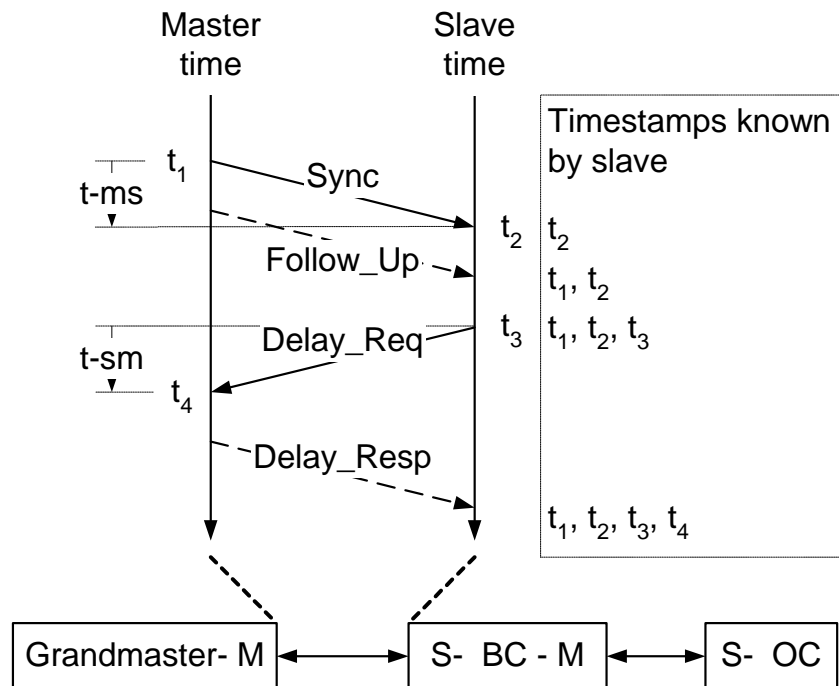 Master
time
Slave
time
Timestamps known
by slave
t₁
Sync
t-ms
t₂
t₂
Follow_Up
t₁, t₂
t₃
t₁, t₂, t₃
Delay_Req
t-sm
t₄
Delay_Resp
t₁, t₂, t₃, t₄
Grandmaster- M
S- BC - M
S- OC